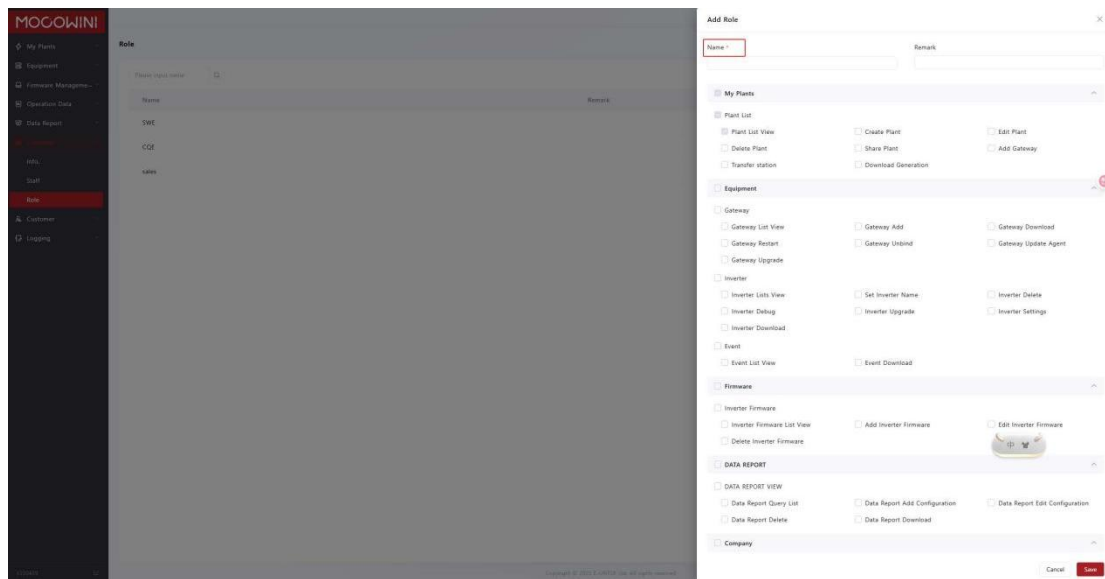 MOCOWINI
My Plants
Equipment
Firmware Manageme--
Operation Data
Data Report
Info.
Staff
Role
Customer
Logging
Role
Please input name
Name Remark
SWE
CQE
sales
Add Role
Name * Remark
My Plants
Plant List
Plant List View Create Plant Edit Plant
Delete Plant Share Plant Add Gateway
Transfer station Download Generation
Equipment
Gateway
Gateway List View Gateway Add Gateway Download
Gateway Restart Gateway Unbind Gateway Update Agent
Gateway Upgrade
Inverter
Inverter Lists View Set Inverter Name Inverter Delete
Inverter Debug Inverter Upgrade Inverter Settings
Inverter Download
Event
Event List View Event Download
Firmware
Inverter Firmware
Inverter Firmware List View Add Inverter Firmware Edit Inverter Firmware
Delete Inverter Firmware
中
DATA REPORT
DATA REPORT VIEW
Data Report Query List Data Report Add Configuration Data Report Edit Configuration
Data Report Delete Data Report Download
Company
Cancel Save